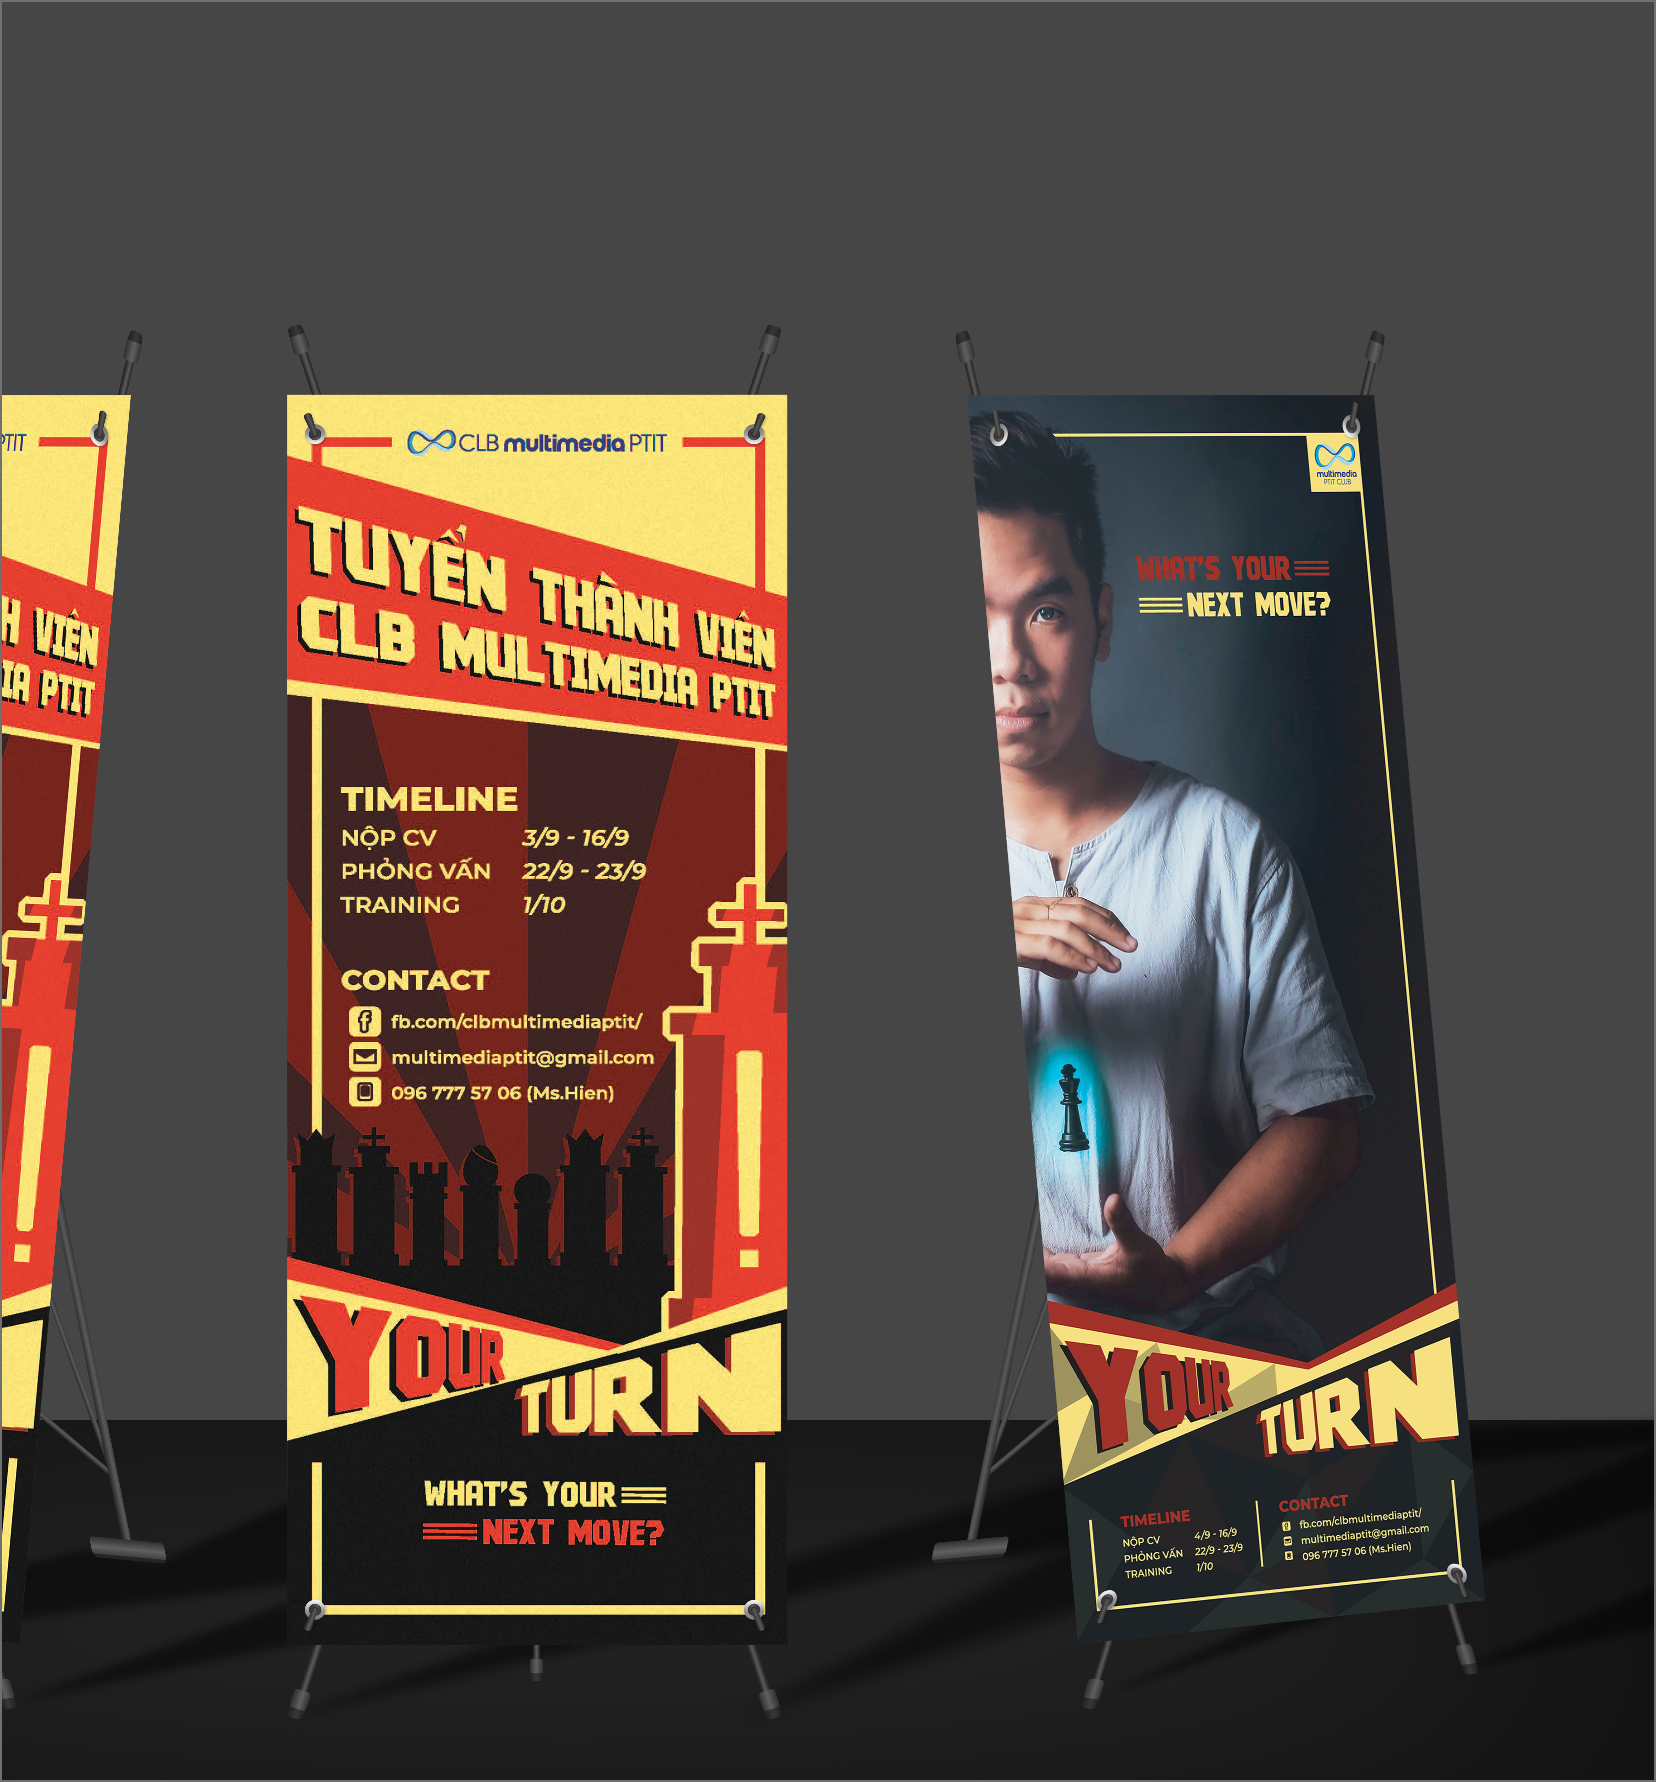 PTIT
H VIÊN
IA PTIT
!
CLB multimedia PTIT
TUYỂN THÀNH VIÊN
CLB MULTIMEDIA PTIT
TIMELINE
NỘP CV 3/9 - 16/9
PHỎNG VẤN 22/9 - 23/9
TRAINING 1/10
CONTACT
f fb.com/clbmultimediaptit/
multimediaptit@gmail.com
096 777 57 06 (Ms.Hien)
!
YOUR
TURN
WHAT'S YOUR
NEXT MOVE?
multimedia
PTIT CLUB
WHAT'S YOUR
NEXT MOVE?
YOUR
TURN
TIMELINE
NỘP CV 4/9 - 16/9
PHỎNG VẤN 22/9 - 23/9
TRAINING 1/10
CONTACT
fb.com/clbmultimediaptit/
multimediaptit@gmail.com
096 777 57 06 (Ms.Hien)